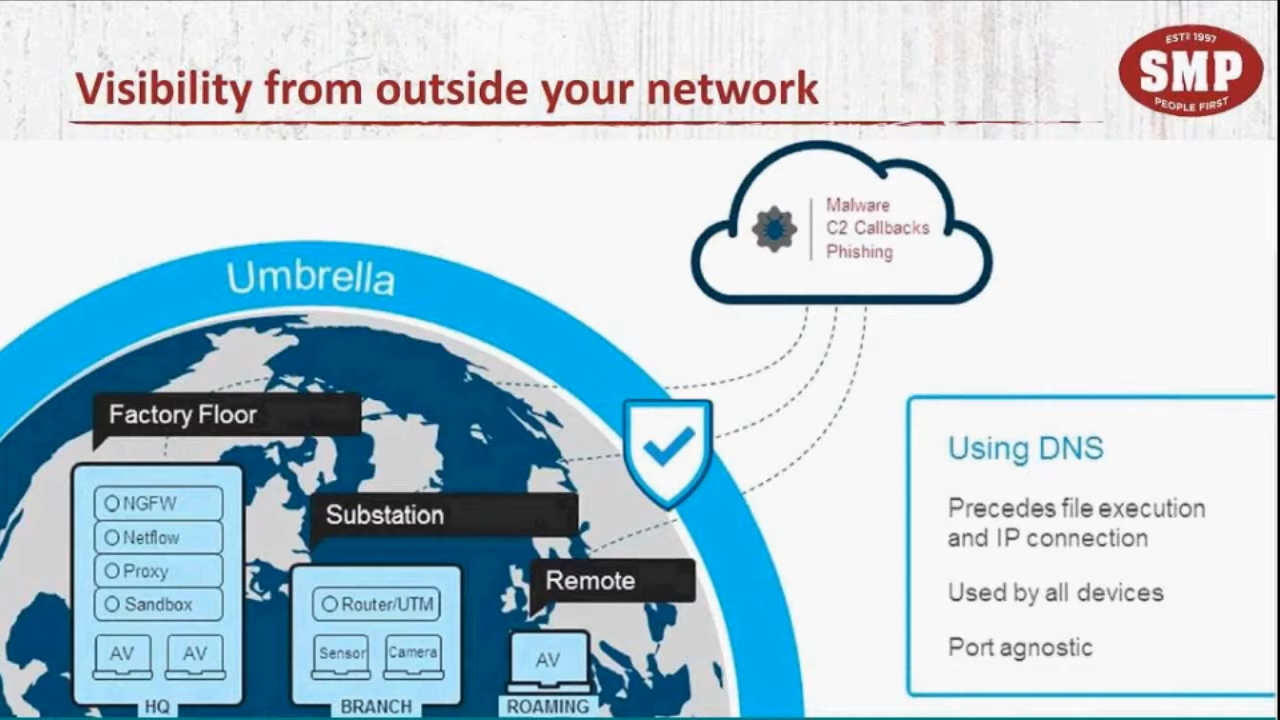 Visibility from outside your network
ESTD 1997
SMP
PEOPLE FIRST
Malware
C2 Callbacks
Phishing
Umbrella
Factory Floor
NGFW
Netflow
Proxy
Sandbox
AV AV
HQ
Substation
Router/UTM
Sensor Camera
BRANCH
Remote
AV
ROAMING
Using DNS
Precedes file execution
and IP connection
Used by all devices
Port agnostic